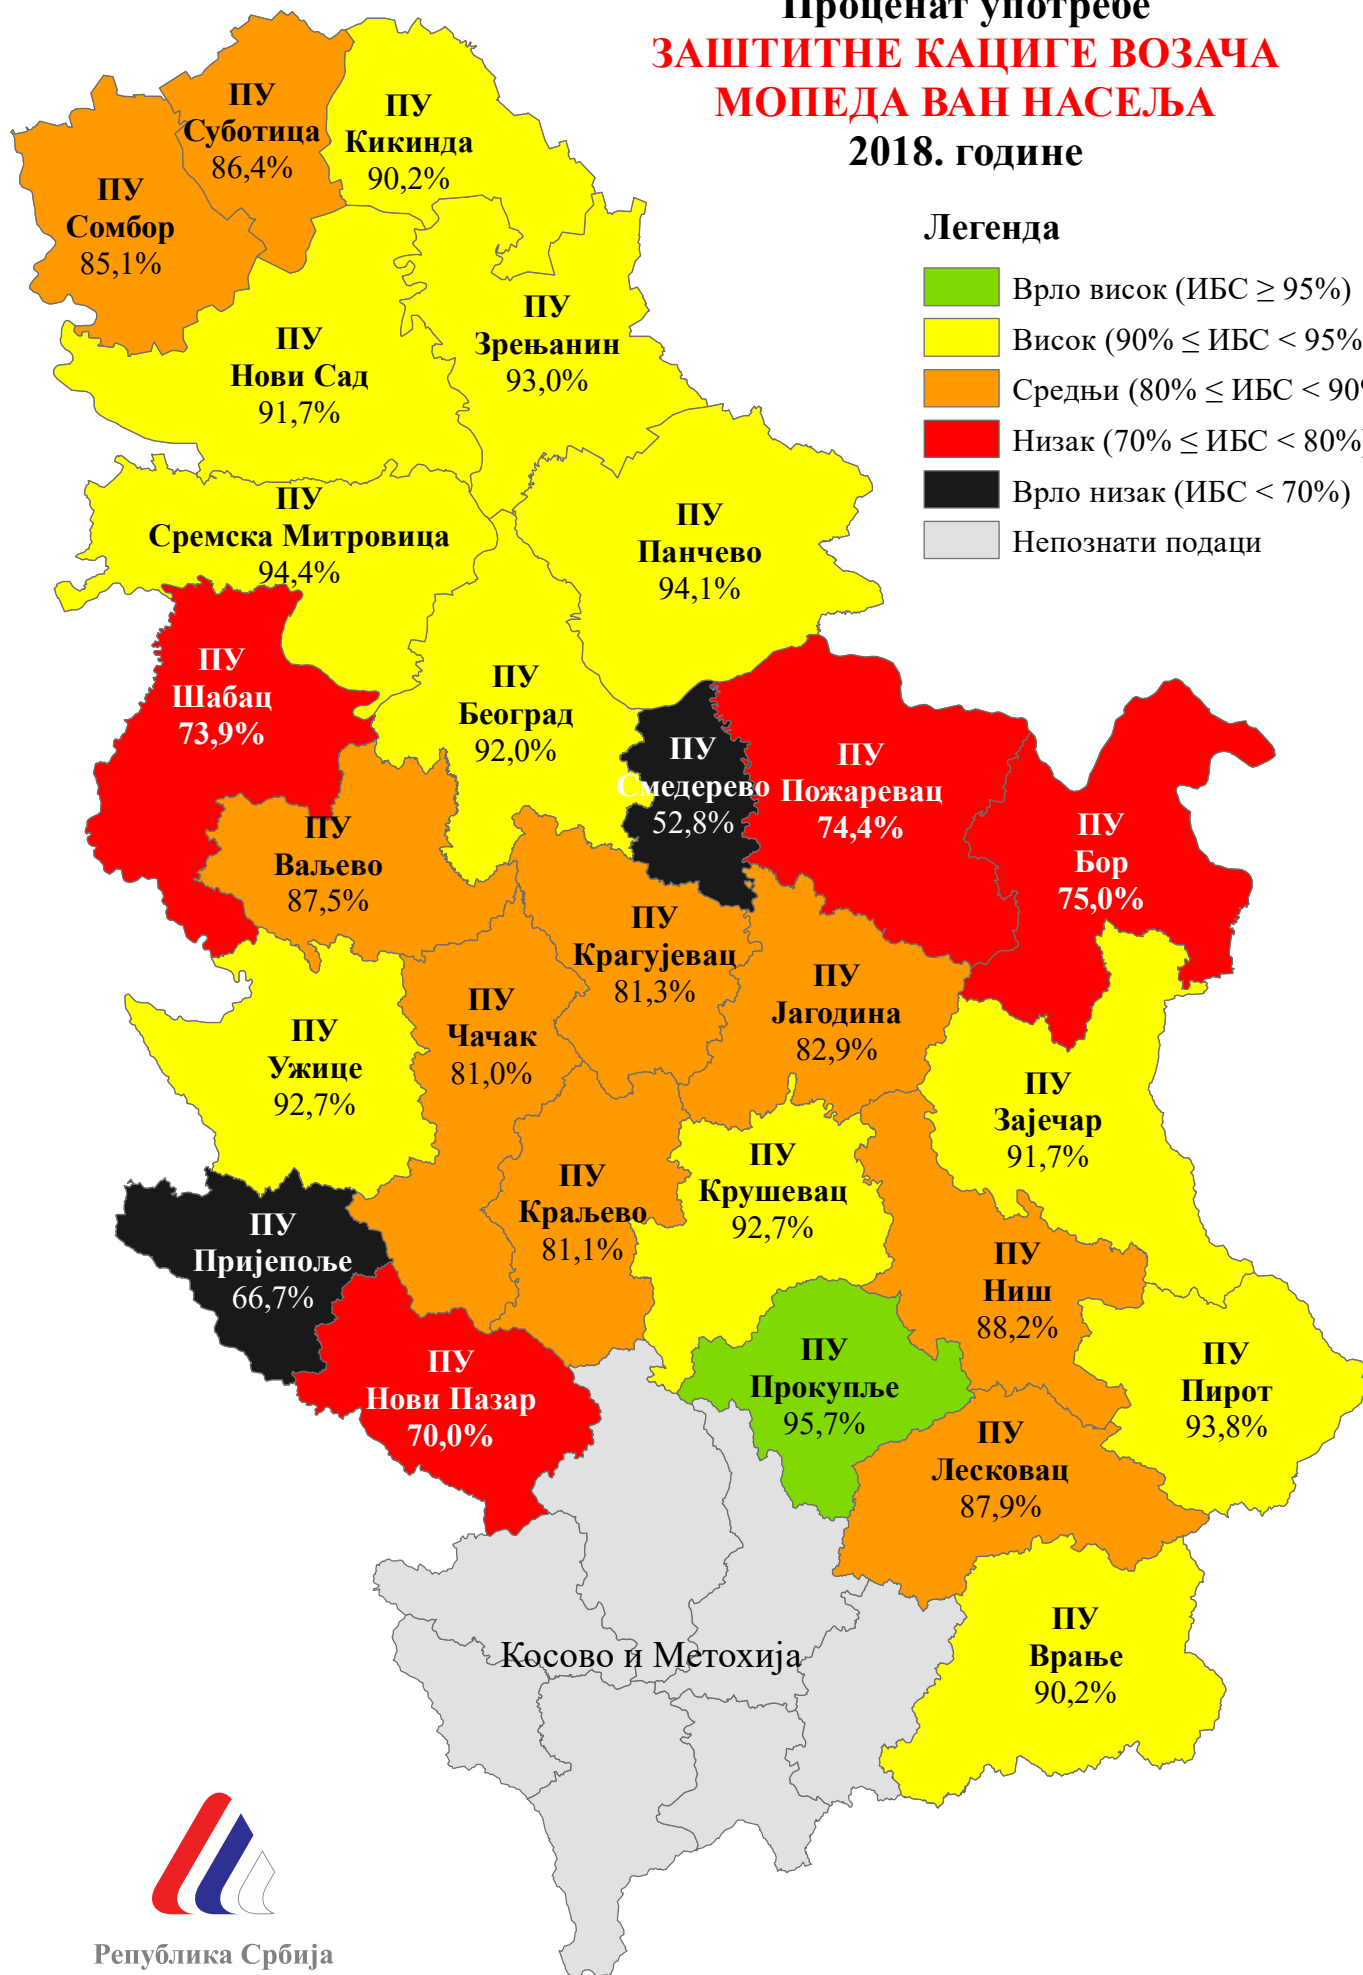 Проценат употребе
ЗАШТИТНЕ КАЦИГЕ ВОЗАЧА
МОПЕДА ВАН НАСЕЉА
2018. године
Легенда
Врло висок (ИБС ≥ 95%)
Висок (90% ≤ ИБС < 95%
Средњи (80% ≤ ИБС < 90%
Низак (70% ≤ ИБС < 80%)
Врло низак (ИБС < 70%)
Непознати подаци
ПУ
Суботица
86,4%
ПУ
Кикинда
90,2%
ПУ
Сомбор
85,1%
ПУ
Зрењанин
93,0%
ПУ
Нови Сад
91,7%
ПУ
Сремска Митровица
94,4%
ПУ
Панчево
94,1%
ПУ
Шабац
73,9%
ПУ
Београд
92,0%
ПУ
Смедерево
52,8%
ПУ
Пожаревац
74,4%
ПУ
Бор
75,0%
ПУ
Ваљево
87,5%
ПУ
Крагујевац
81,3%
ПУ
Јагодина
82,9%
ПУ
Чачак
81,0%
ПУ
Ужице
92,7%
ПУ
Зајечар
91,7%
ПУ
Крушевац
92,7%
ПУ
Краљево
81,1%
ПУ
Пријепоље
66,7%
ПУ
Ниш
88,2%
ПУ
Прокупље
95,7%
ПУ
Пирот
93,8%
ПУ
Нови Пазар
70,0%
ПУ
Лесковац
87,9%
ПУ
Врање
90,2%
Косово и Метохија
Република Србија